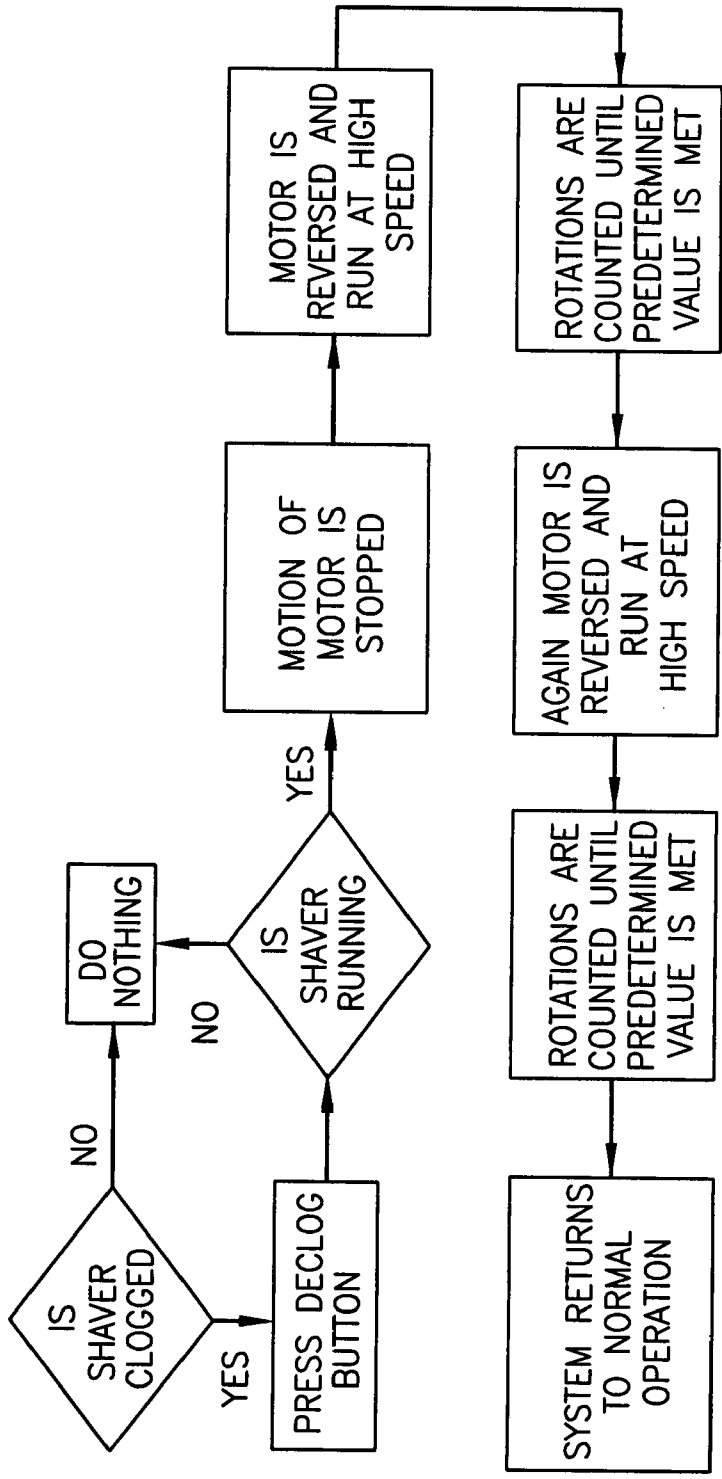 IS
SHAVER
CLOGGED
NO
DO
NOTHING
YES
PRESS DECLOG
BUTTON
IS
SHAVER
RUNNING
NO
YES
MOTION OF
MOTOR IS
STOPPED
MOTOR IS
REVERSED AND
RUN AT HIGH
SPEED
ROTATIONS ARE
COUNTED UNTIL
PREDETERMINED
VALUE IS MET
AGAIN MOTOR IS
REVERSED AND
RUN AT
HIGH SPEED
ROTATIONS ARE
COUNTED UNTIL
PREDETERMINED
VALUE IS MET
SYSTEM RETURNS
TO NORMAL
OPERATION